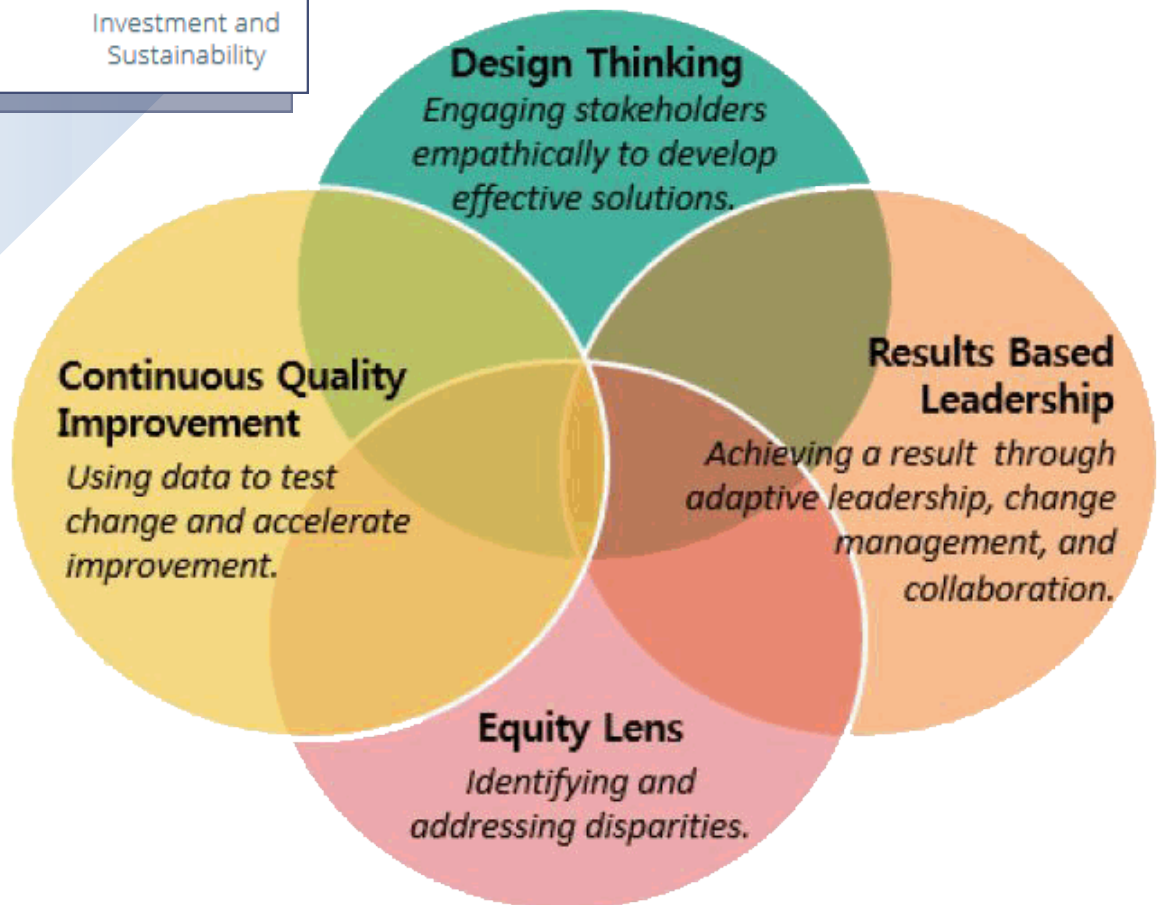 Investment and
Sustainability
Design Thinking
Engaging stakeholders
empathically to develop
effective solutions.
Continuous Quality
Improvement
Using data to test
change and accelerate
improvement.
Results Based
Leadership
Achieving a result through
adaptive leadership, change
management, and
collaboration.
Equity Lens
Identifying and
addressing disparities.